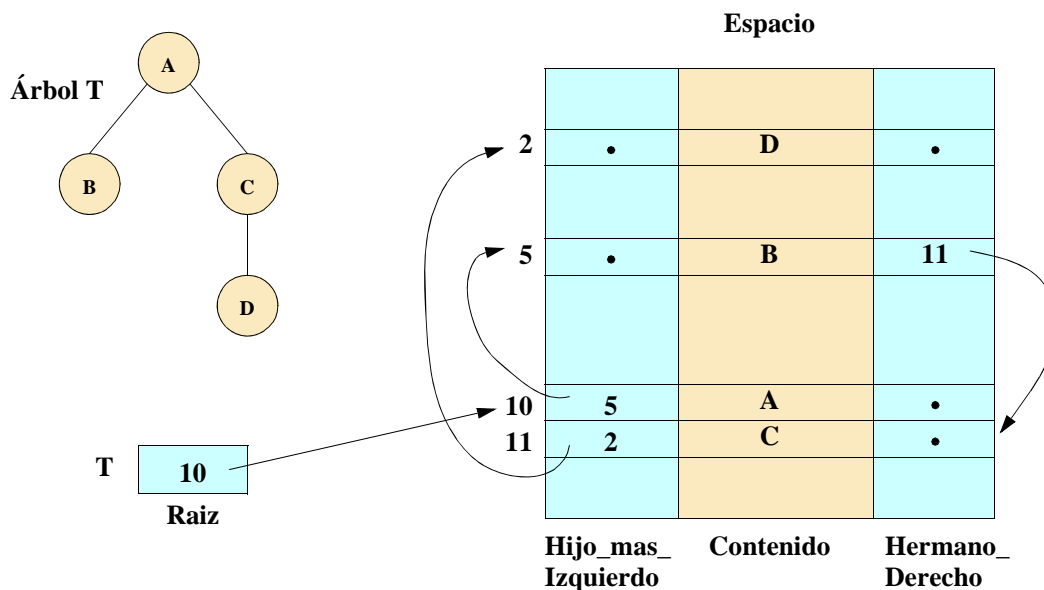 Espacio
Árbol T
A
B
C
D
2 • D •
5 • B 11
10 5 A •
11 2 C •
T 10
Raiz
Hijo_mas_ Contenido Hermano_
Izquierdo Derecho